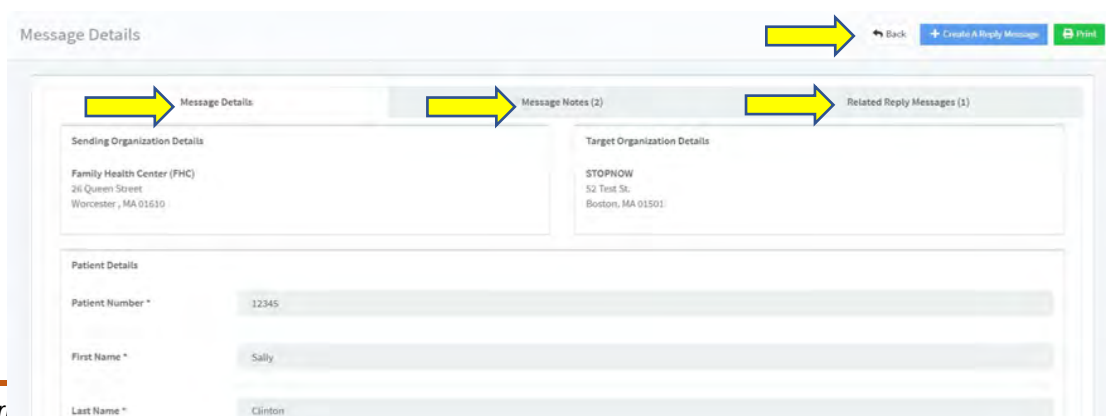 Message Details
Back
+ Create A Reply Message
Print
Message Details
Message Notes (2)
Related Reply Messages (1)
Sending Organization Details
Target Organization Details
Family Health Center (FHC)
STOPNOW
26 Queen Street
52 Test St.
Worcester , MA 01610
Boston, MA 01501
Patient Details
Patient Number *
12345
First Name *
Sally
Last Name *
Clinton